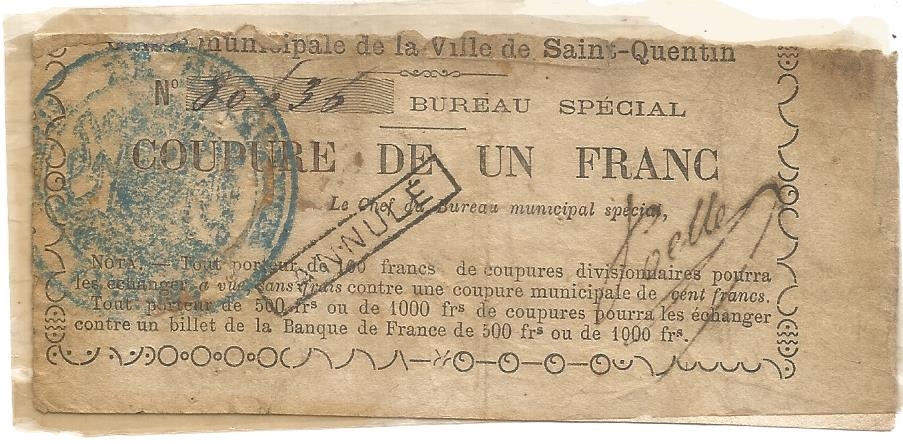 municipale de la Ville de Saint-Quentin
Nº 80636
BUREAU SPÉCIAL
COUPURE DE UN FRANC
ANNULÉ
Le Chef du Bureau municipal spécial,
NOTA. — Tout porteur de 100 francs de coupures divisionnaires pourra
les échanger à vue sans frais contre une coupure municipale de cent francs.
Tout porteur de 500 frs ou de 1000 frs de coupures pourra les échanger
contre un billet de la Banque de France de 500 frs ou de 1000 frs.